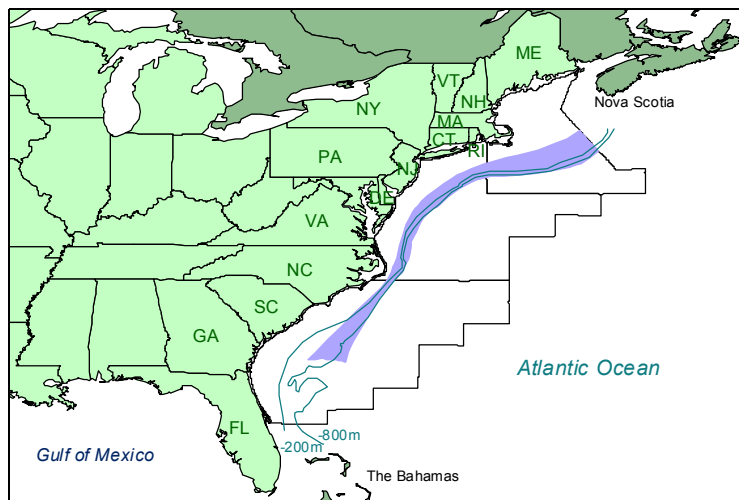 ME
VT
NH
Nova Scotia
NY
MA
CT
RI
PA
NJ
DE
VA
NC
SC
GA
Atlantic Ocean
FL
-800m
-200m
Gulf of Mexico
The Bahamas